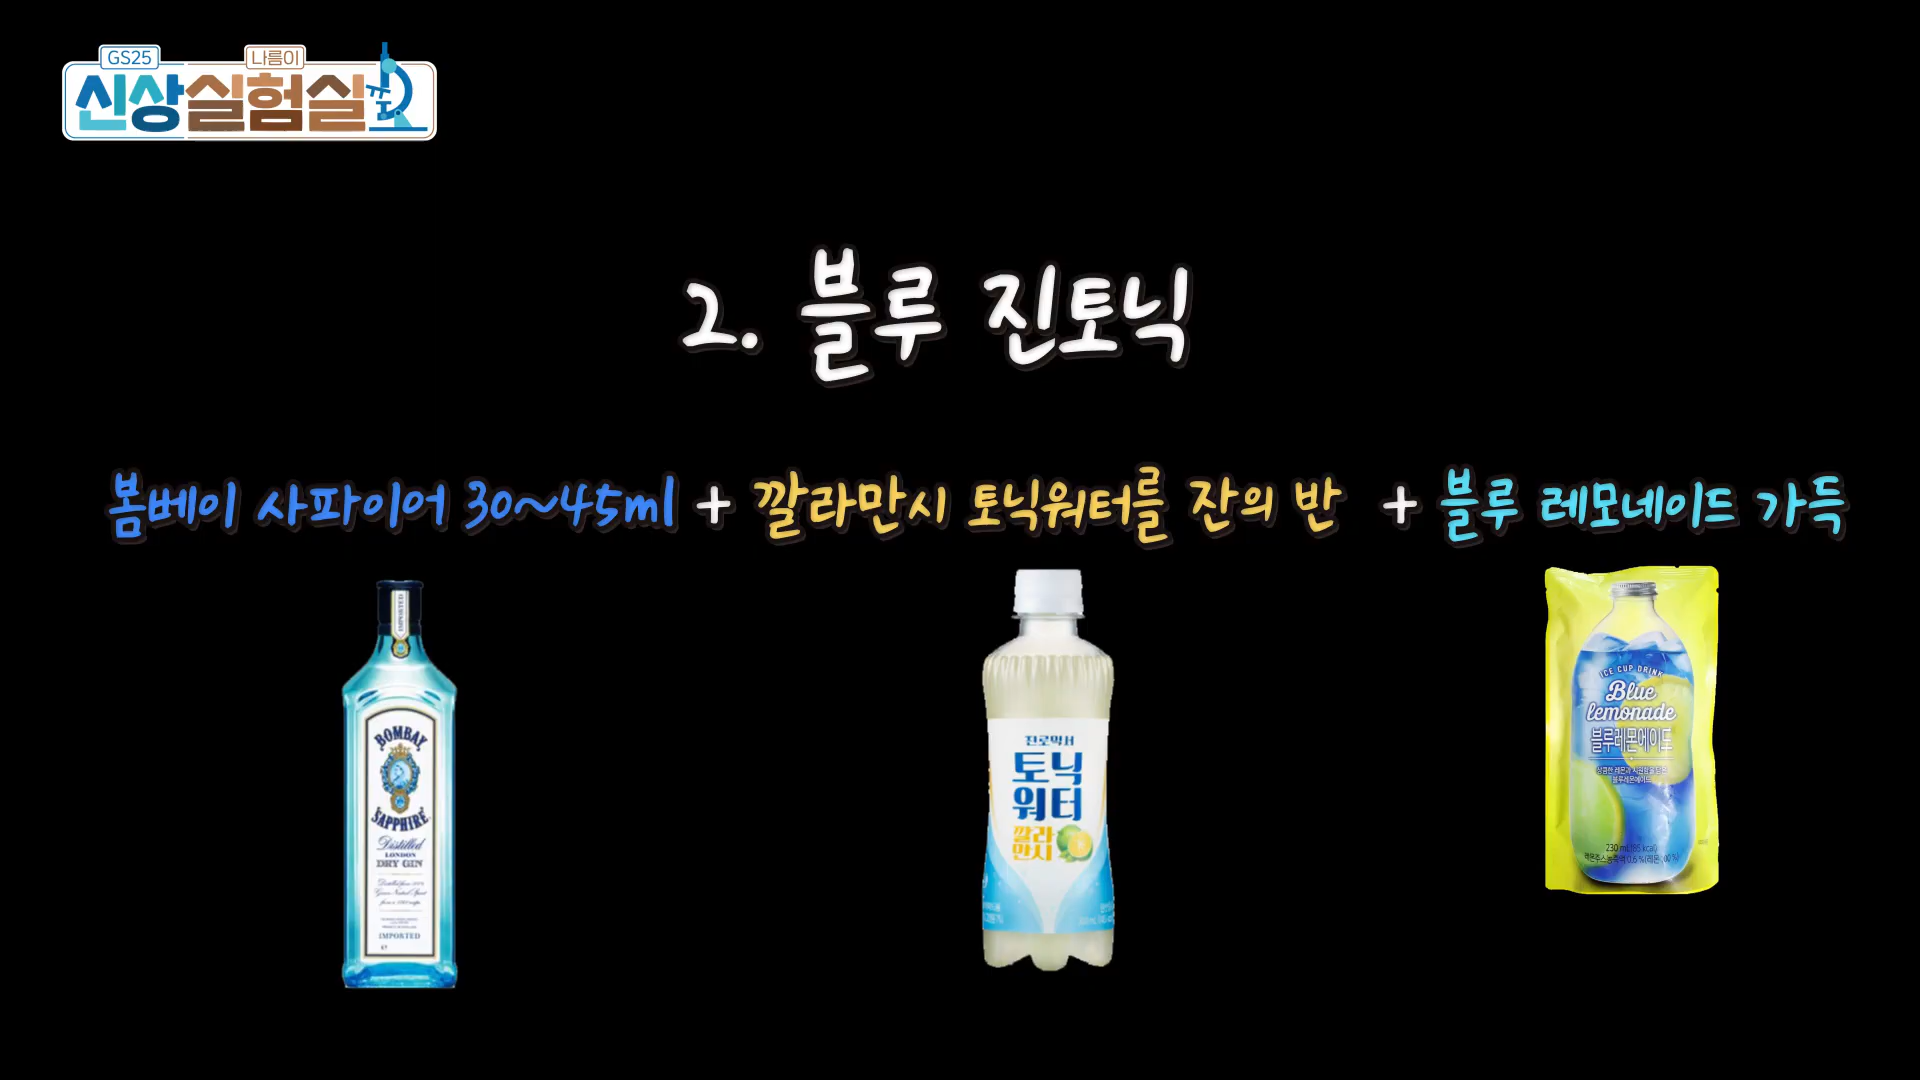 GS25 나름이
신상실험실
2. 블루 진토닉
봄베이 사파이어 30~45ml + 깔라만시 토닉워터를 잔의 반 + 블루 레모네이드 가득
IMPORTED
BOMBAY
SAPPHIRE
Distilled
LONDON
DRY GIN
IMPORTED
진로믹서
토닉
워터
깔라
만시
ICE CUP DRINK
Blue
lemonade
블루레몬에이드
230 mL(85 kcal)